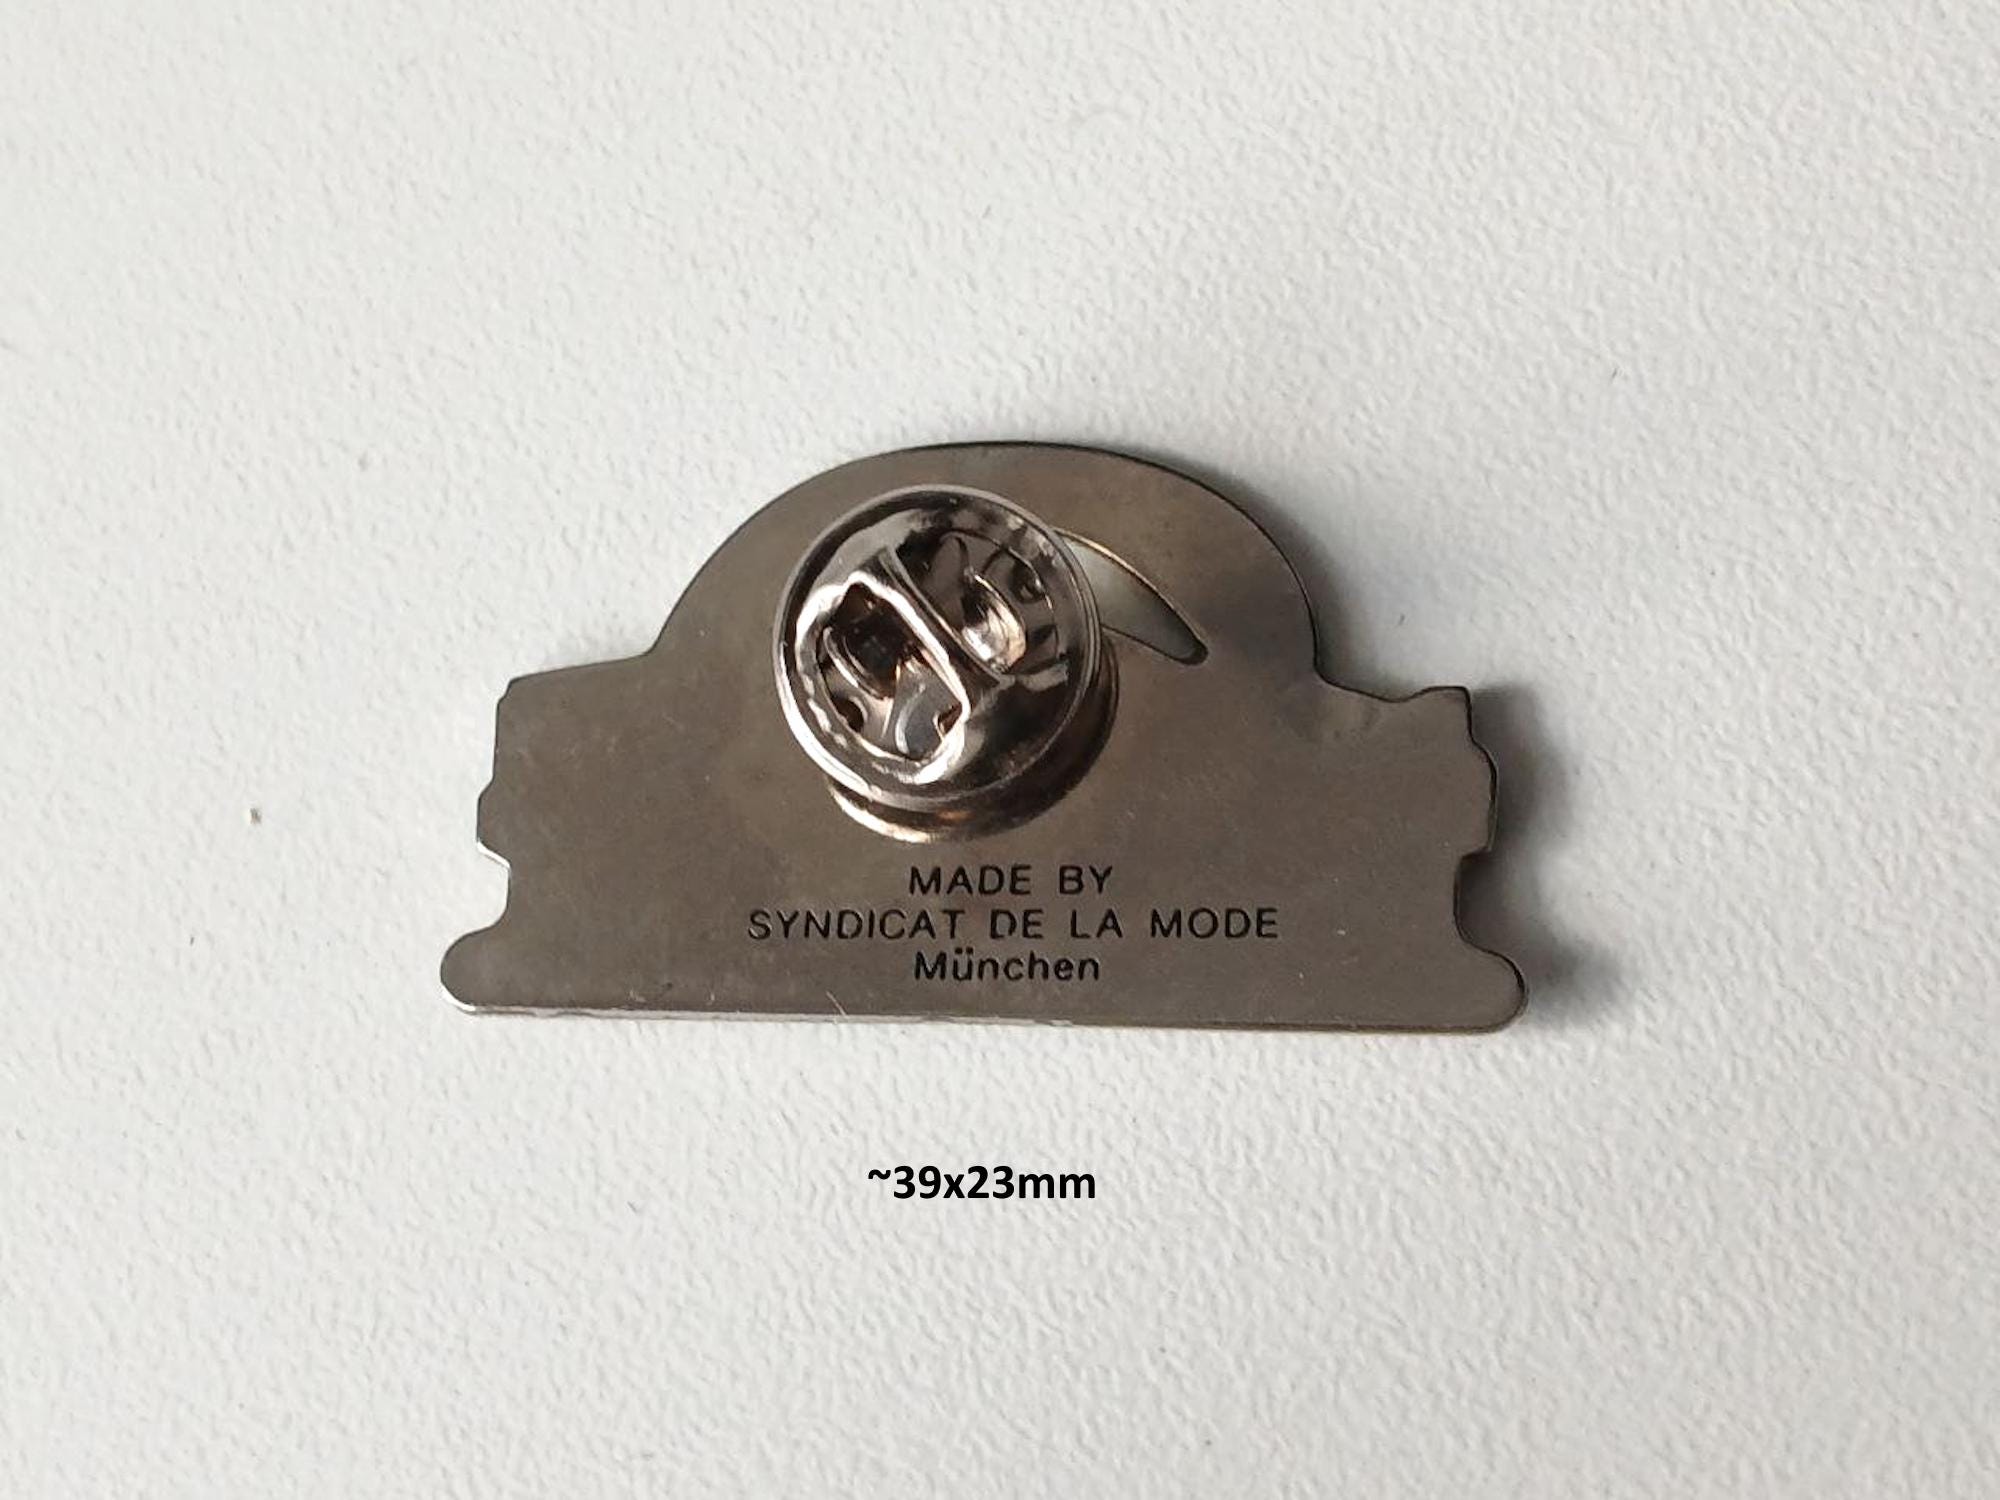 MADE BY
SYNDICAT DE LA MODE
München
~39x23mm